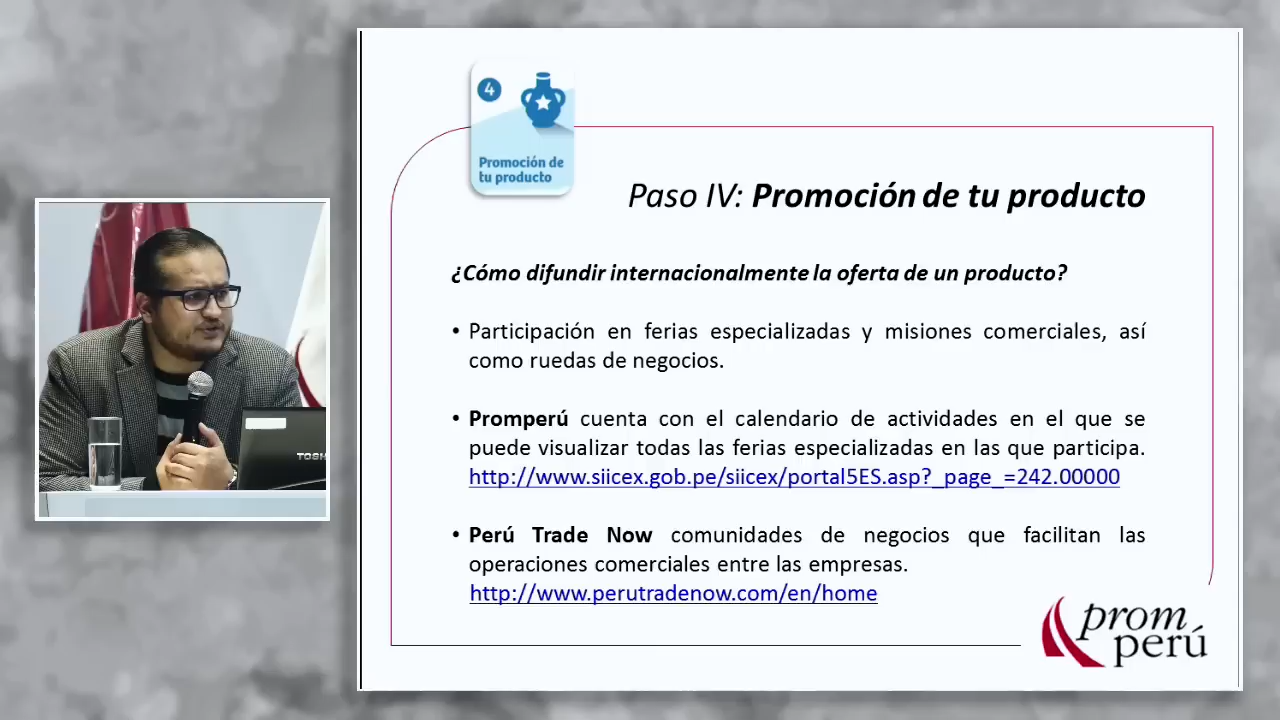 4
Promoción de
tu producto
Paso IV: Promoción de tu producto
¿Cómo difundir internacionalmente la oferta de un producto?
• Participación en ferias especializadas y misiones comerciales, así
como ruedas de negocios.
• Promperú cuenta con el calendario de actividades en el que se
puede visualizar todas las ferias especializadas en las que participa.
http://www.siicex.gob.pe/siicex/portal5ES.asp?_page_=242.00000
• Perú Trade Now comunidades de negocios que facilitan las
operaciones comerciales entre las empresas.
http://www.perutradenow.com/en/home
prom
perú
TOSH